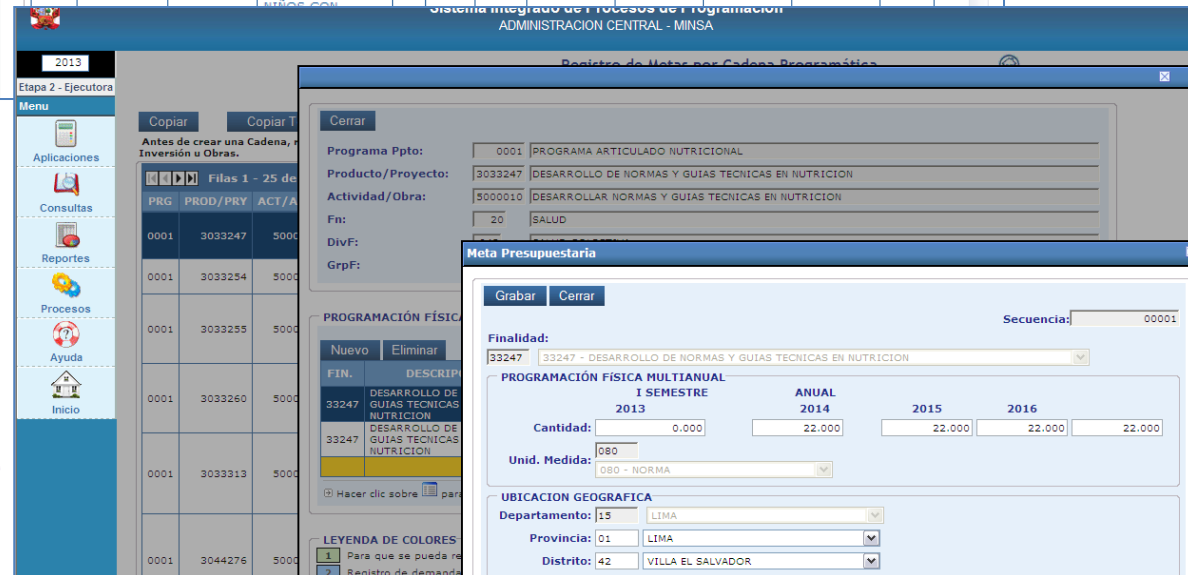 NIÑOS CON
Sistema Integrado de Procesos de Programación
ADMINISTRACION CENTRAL - MINSA
2013
Etapa 2 - Ejecutora
Menu
Aplicaciones
Consultas
Reportes
Procesos
Ayuda
Inicio
Registro de Metas por Cadena Programática
Copiar Copiar T
Antes de crear una Cadena, r
Inversión u Obras.
Filas 1 - 25 de
PRG PROD/PRY ACT/A
0001 3033247 5000
0001 3033254 5000
0001 3033255 5000
0001 3033260 5000
0001 3033313 5000
0001 3044276 5000
Cerrar
Programa Ppto: 0001 PROGRAMA ARTICULADO NUTRICIONAL
Producto/Proyecto: 3033247 DESARROLLO DE NORMAS Y GUIAS TECNICAS EN NUTRICION
Actividad/Obra: 5000010 DESARROLLAR NORMAS Y GUIAS TECNICAS EN NUTRICION
Fn: 20 SALUD
DivF:
GrpF:
PROGRAMACIÓN FÍSICA
Nuevo Eliminar
FIN. DESCRIP
33247 DESARROLLO DE
GUIAS TECNICAS
NUTRICION
33247 DESARROLLO DE
GUIAS TECNICAS
NUTRICION
Hacer clic sobre para
LEYENDA DE COLORES
1 Para que se pueda re
2 Registro de demanda
Meta Presupuestaria
Grabar Cerrar
Secuencia: 00001
Finalidad:
33247 33247 - DESARROLLO DE NORMAS Y GUIAS TECNICAS EN NUTRICION
PROGRAMACIÓN FíSICA MULTIANUAL
I SEMESTRE ANUAL
2013 2014 2015 2016
Cantidad: 0.000 22.000 22.000 22.000 22.000
Unid. Medida: 080
080 - NORMA
UBICACION GEOGRAFICA
Departamento: 15 LIMA
Provincia: 01 LIMA
Distrito: 42 VILLA EL SALVADOR